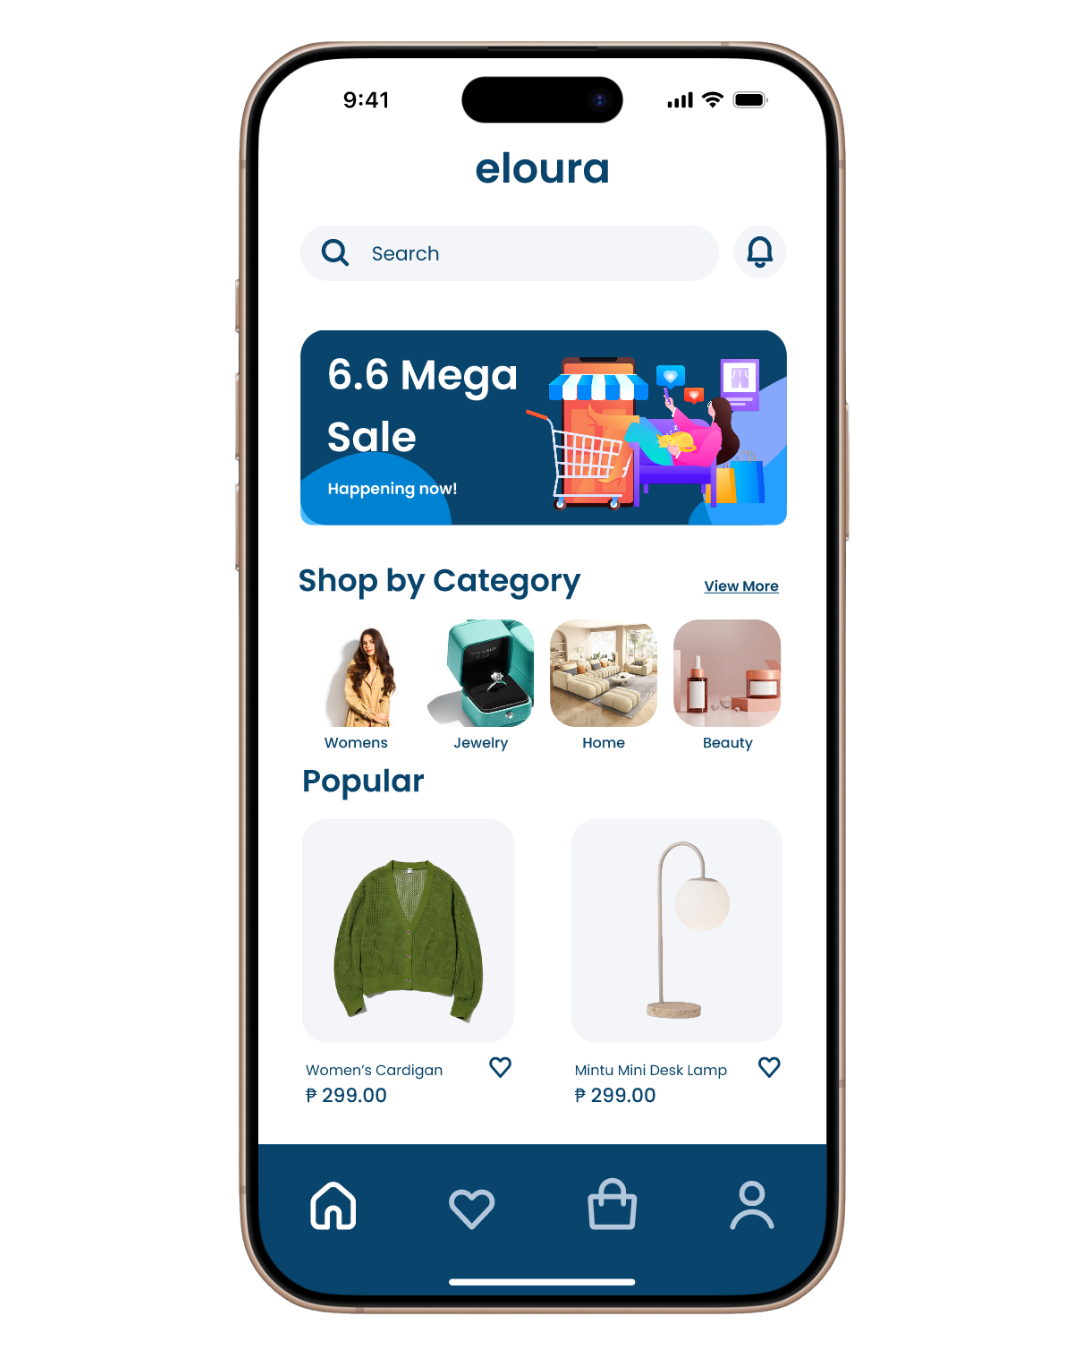 9:41
eloura
Search
6.6 Mega
Sale
Happening now!
Shop by Category
View More
Womens
Jewelry
Home
Beauty
Popular
Women's Cardigan
₱ 299.00
Mintu Mini Desk Lamp
₱ 299.00